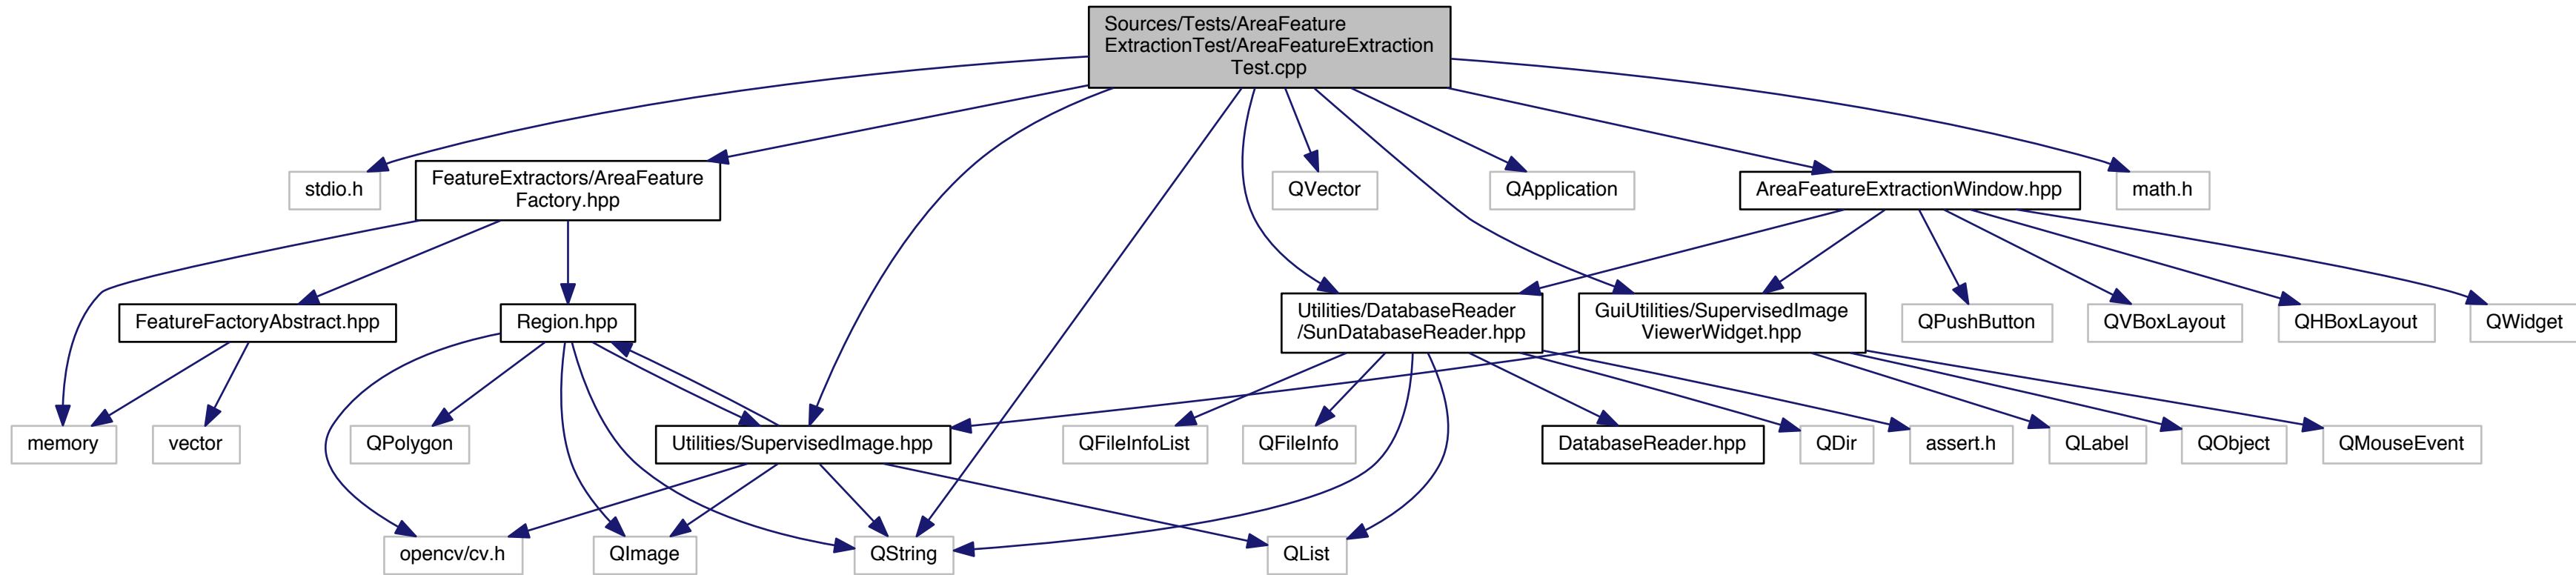 Sources/Tests/AreaFeature
ExtractionTest/AreaFeatureExtraction
Test.cpp
stdio.h
FeatureExtractors/AreaFeature
Factory.hpp
QVector
QApplication
AreaFeatureExtractionWindow.hpp
math.h
FeatureFactoryAbstract.hpp
Region.hpp
Utilities/DatabaseReader
/SunDatabaseReader.hpp
GuiUtilities/SupervisedImage
ViewerWidget.hpp
QPushButton
QVBoxLayout
QHBoxLayout
QWidget
memory
vector
QPolygon
Utilities/SupervisedImage.hpp
QFileInfoList
QFileInfo
DatabaseReader.hpp
QDir
assert.h
QLabel
QObject
QMouseEvent
opencv/cv.h
QImage
QString
QList